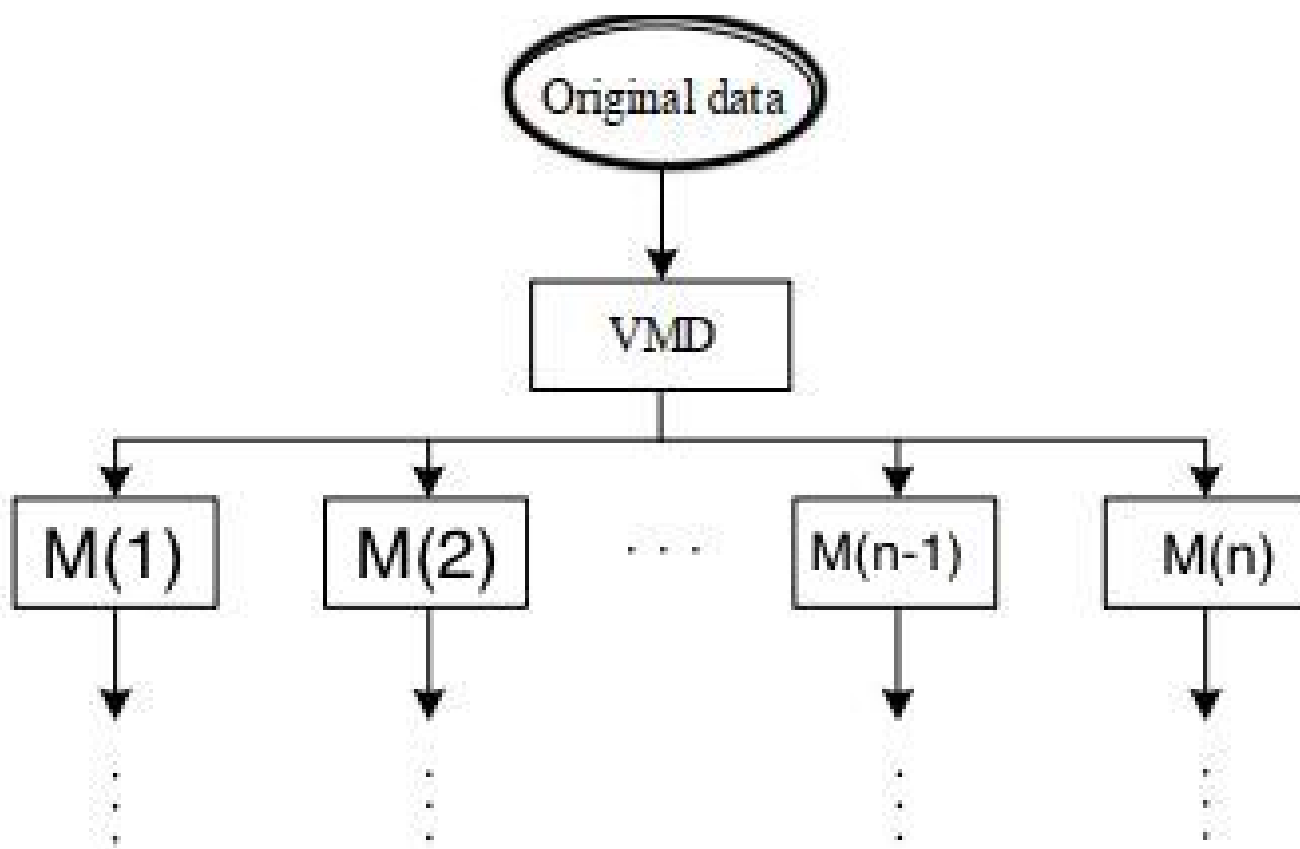 Original data
VMD
M(1)
M(2)
. . .
M(n-1)
M(n)